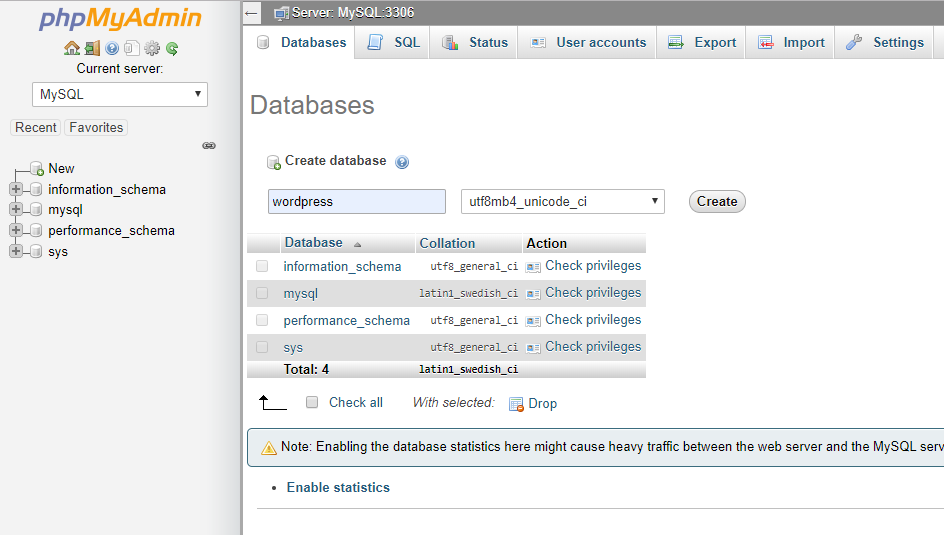 phpMyAdmin
Current server:
MySQL
Recent Favorites
New
information_schema
mysql
performance_schema
sys
Server: MySQL:3306
Databases SQL Status User accounts Export Import Settings
Databases
Create database
wordpress utf8mb4_unicode_ci Create
Database Collation Action
information_schema utf8_general_ci Check privileges
mysql latin1_swedish_ci Check privileges
performance_schema utf8_general_ci Check privileges
sys utf8_general_ci Check privileges
Total: 4 latin1_swedish_ci
Check all With selected: Drop
Note: Enabling the database statistics here might cause heavy traffic between the web server and the MySQL serv
Enable statistics